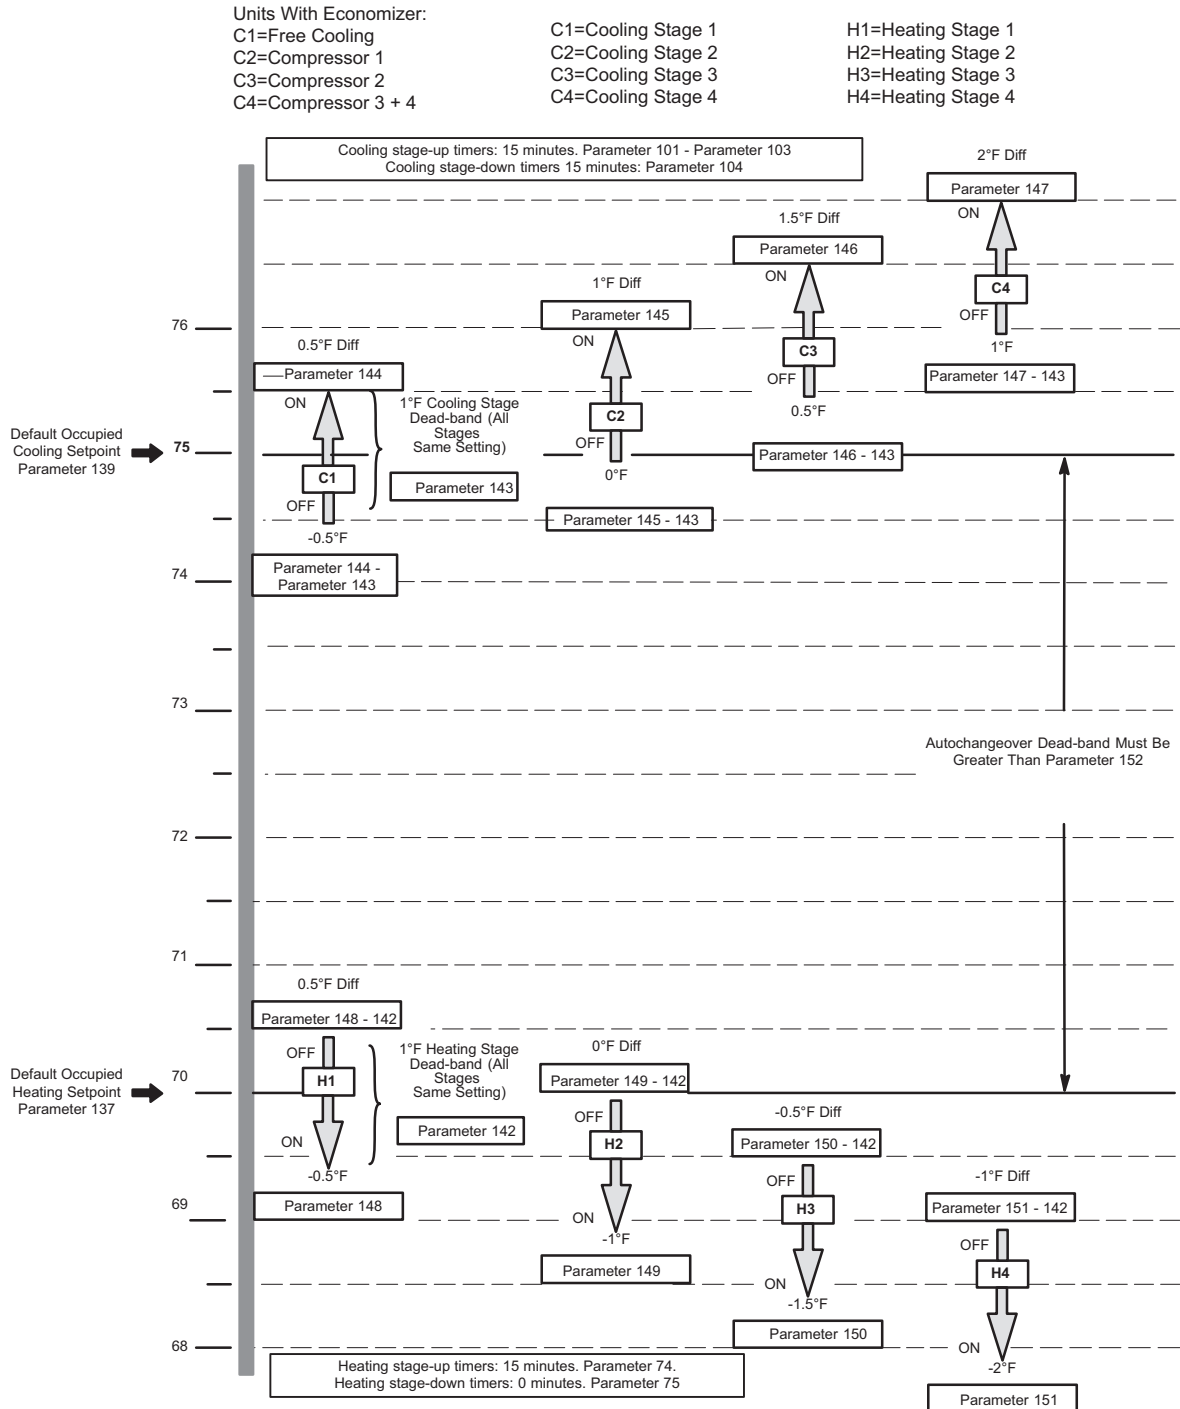 Units With Economizer:
C1=Free Cooling
C2=Compressor 1
C3=Compressor 2
C4=Compressor 3 + 4
C1=Cooling Stage 1
C2=Cooling Stage 2
C3=Cooling Stage 3
C4=Cooling Stage 4
H1=Heating Stage 1
H2=Heating Stage 2
H3=Heating Stage 3
H4=Heating Stage 4
Cooling stage-up timers: 15 minutes. Parameter 101 - Parameter 103
Cooling stage-down timers 15 minutes: Parameter 104
2°F Diff
Parameter 147
ON
C4
OFF
1°F
Parameter 147 - 143
1.5°F Diff
Parameter 146
ON
C3
OFF
0.5°F
Parameter 146 - 143
1°F Diff
Parameter 145
ON
C2
OFF
0°F
Parameter 145 - 143
76
0.5°F Diff
Parameter 144
ON
C1
OFF
-0.5°F
Parameter 144 -
Parameter 143
1°F Cooling Stage
Dead-band (All
Stages
Same Setting)
Parameter 143
Default Occupied
Cooling Setpoint
Parameter 139
75
74
73
Autochangeover Dead-band Must Be
Greater Than Parameter 152
72
71
0.5°F Diff
Parameter 148 - 142
OFF
H1
ON
-0.5°F
Parameter 148
1°F Heating Stage
Dead-band (All
Stages
Same Setting)
Parameter 142
Default Occupied
Heating Setpoint
Parameter 137
70
0°F Diff
Parameter 149 - 142
OFF
H2
ON
-1°F
Parameter 149
-0.5°F Diff
Parameter 150 - 142
OFF
H3
ON
-1.5°F
Parameter 150
-1°F Diff
Parameter 151 - 142
OFF
H4
ON
-2°F
Parameter 151
69
68
Heating stage-up timers: 15 minutes. Parameter 74.
Heating stage-down timers: 0 minutes. Parameter 75